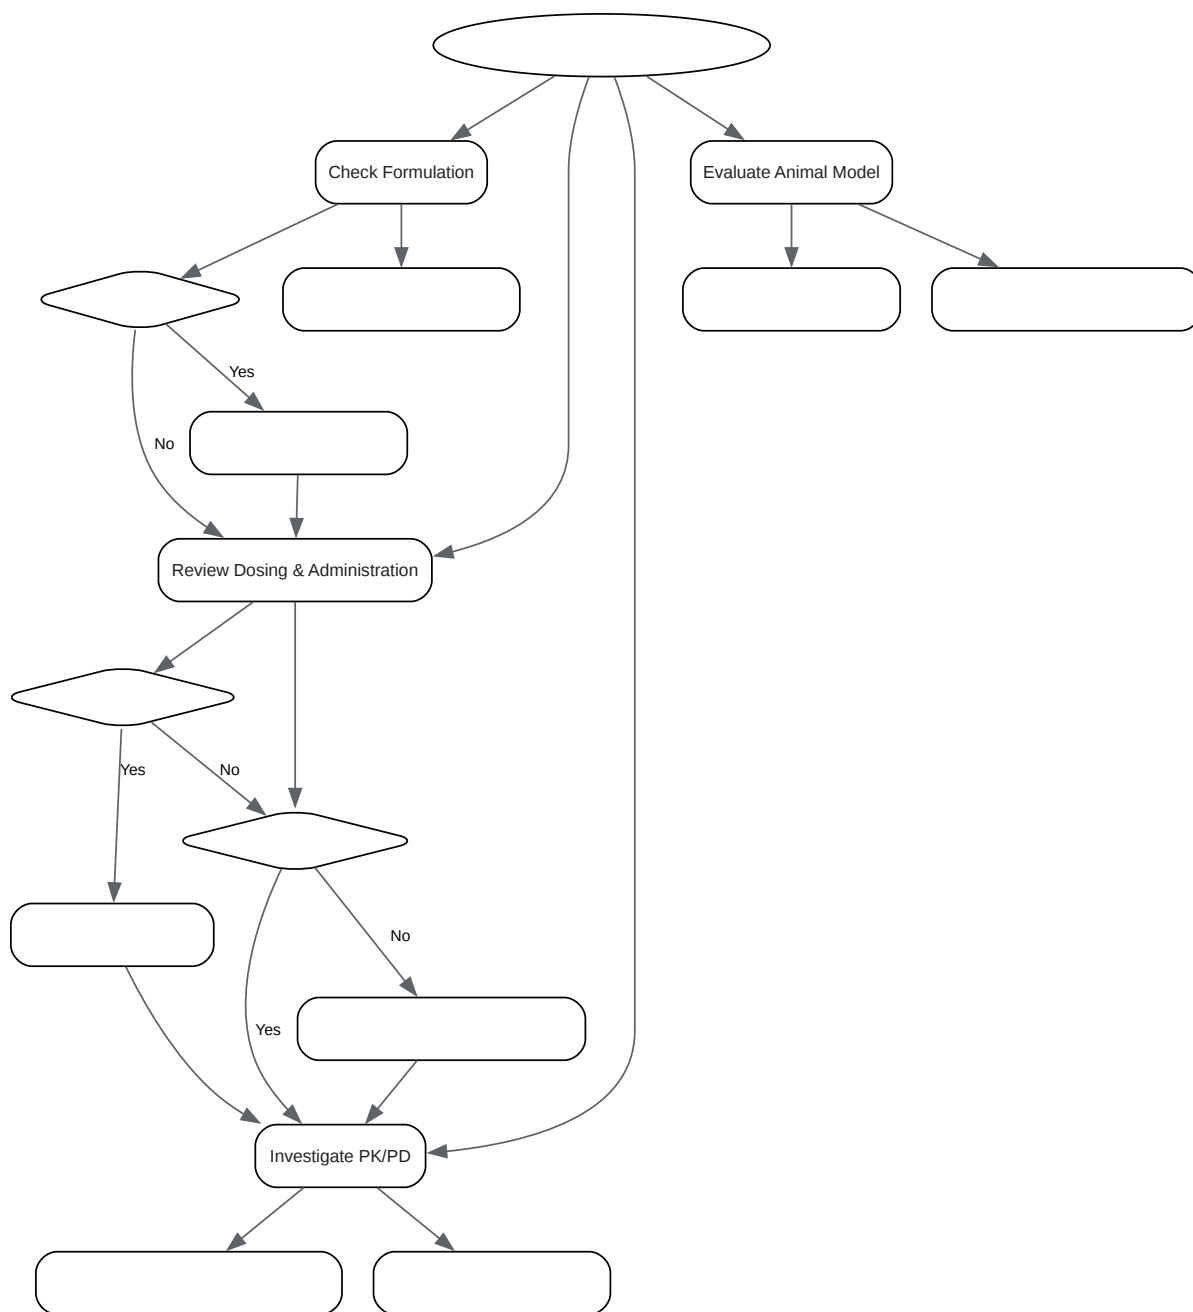 Check Formulation
Evaluate Animal Model
Yes
No
Review Dosing & Administration
Yes
No
No
Yes
Investigate PK/PD